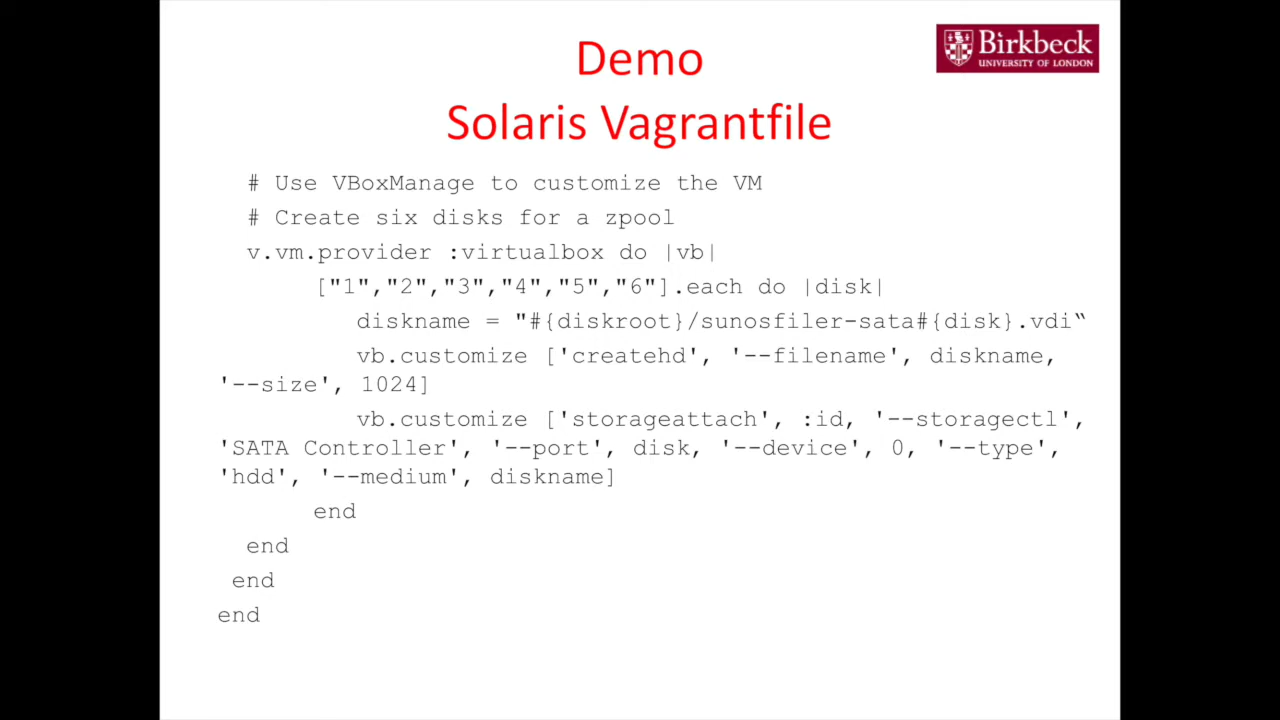 Demo
Birkbeck
UNIVERSITY OF LONDON
Solaris Vagrantfile
# Use VBoxManage to customize the VM
# Create six disks for a zpool
v.vm.provider :virtualbox do |vb|
["1","2","3","4","5","6"].each do |disk|
diskname = "#{diskroot}/sunosfiler-sata#{disk}.vdi“
vb.customize ['createhd', '--filename', diskname,
'--size', 1024]
vb.customize ['storageattach', :id, '--storagectl',
'SATA Controller', '--port', disk, '--device', 0, '--type',
'hdd', '--medium', diskname]
end
end
end
end